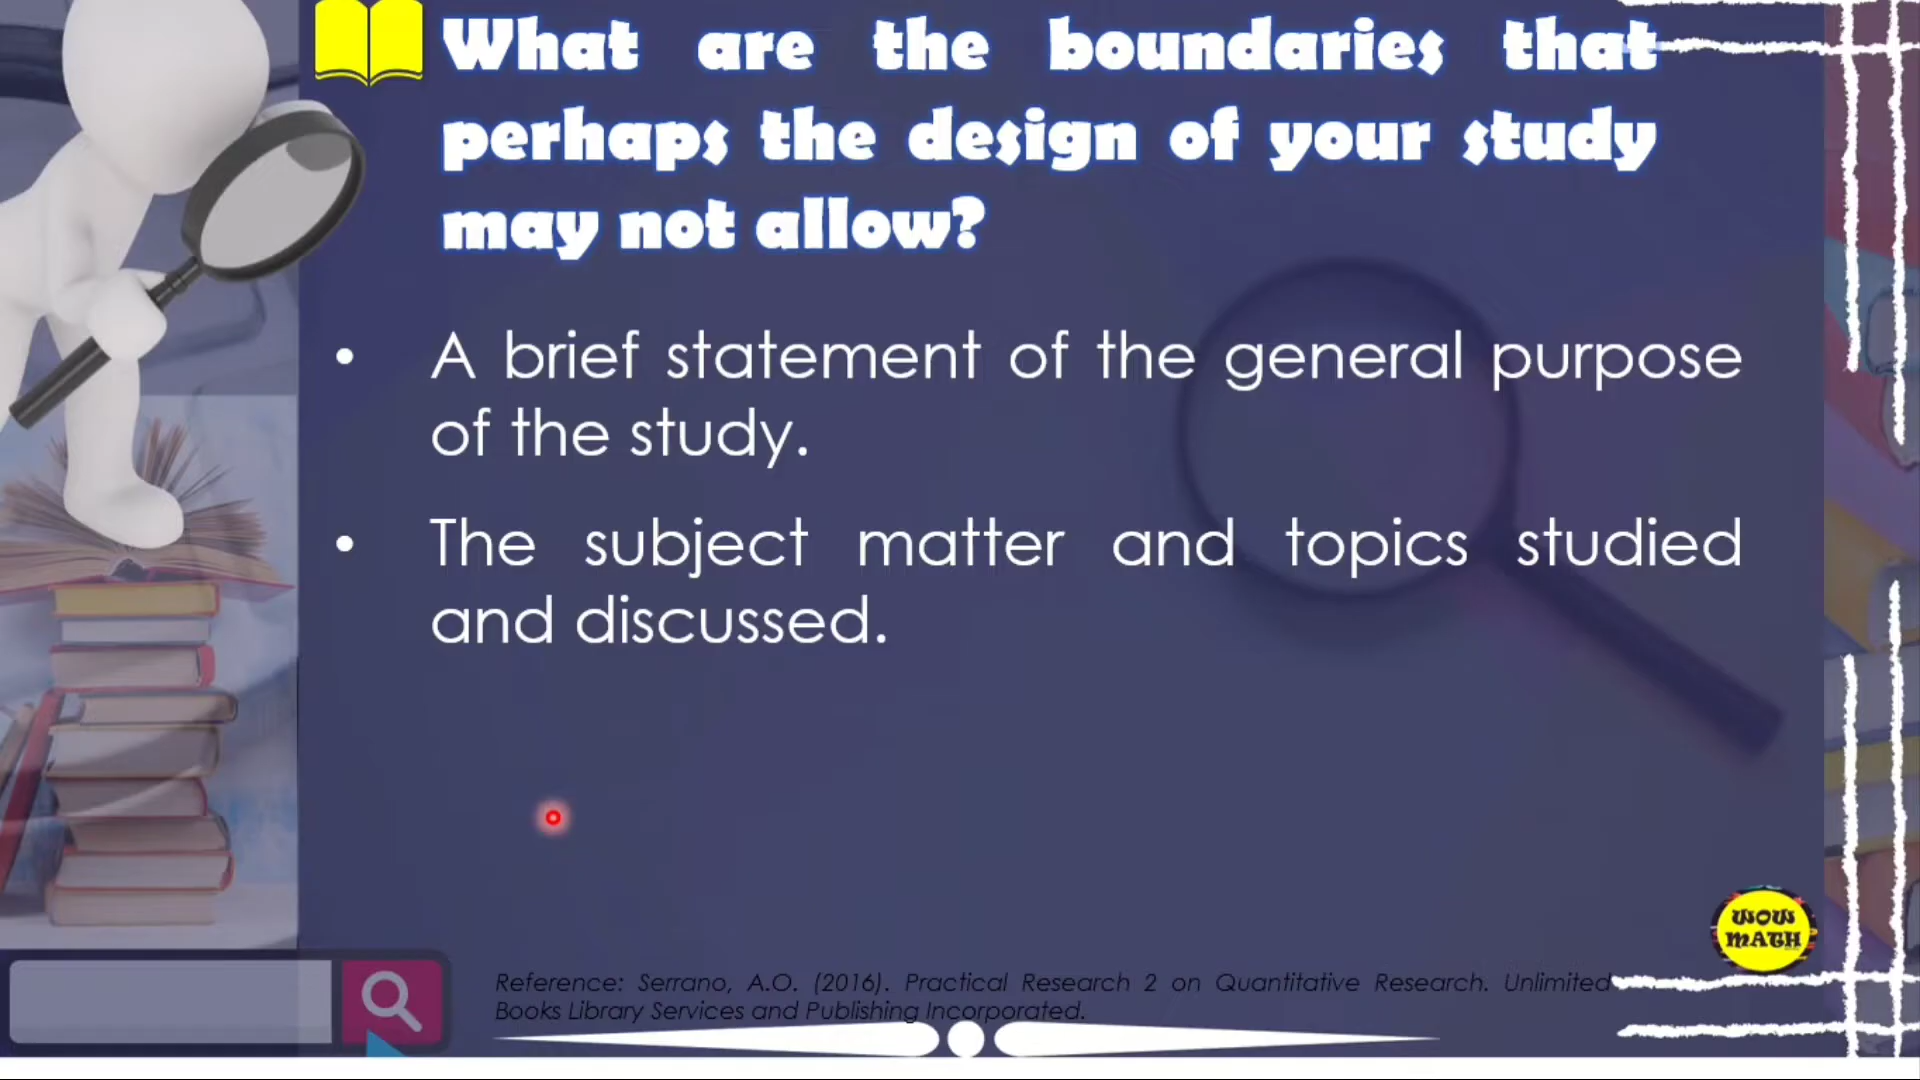 What are the boundaries that
perhaps the design of your study
may not allow?
• A brief statement of the general purpose
of the study.
• The subject matter and topics studied
and discussed.
WOW
MATH
Reference: Serrano, A.O. (2016). Practical Research 2 on Quantitative Research. Unlimited
Books Library Services and Publishing Incorporated.